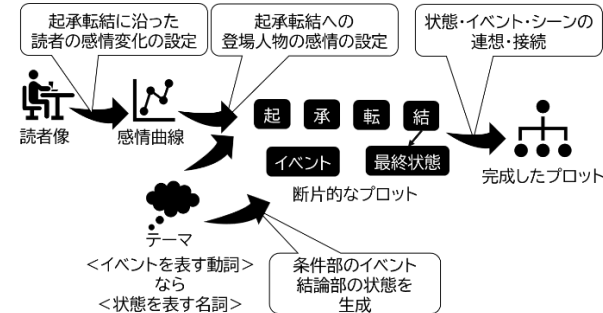 起承転結に沿った
読者の感情変化の設定
起承転結への
登場人物の感情の設定
状態・イベント・シーンの
連想・接続
読者像
感情曲線
起
承
転
結
イベント
最終状態
断片的なプロット
完成したプロット
テーマ
＜イベントを表す動詞＞
なら
＜状態を表す名詞＞
条件部のイベント
結論部の状態を
生成